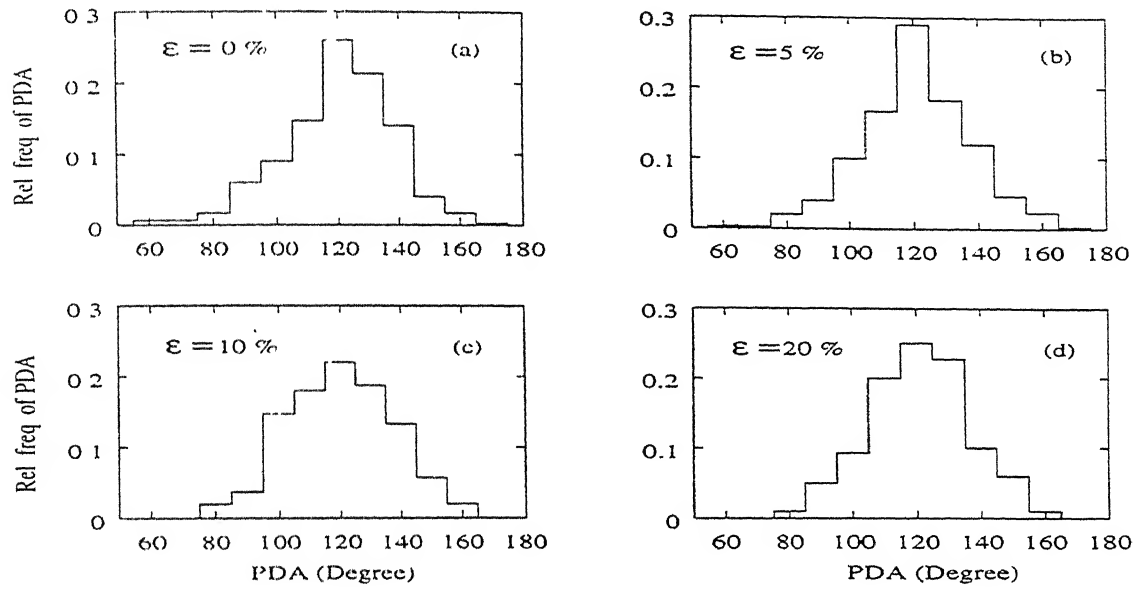 0 3
ε = 0 %
(a)
0 2
0 1
0
Rel freq of PDA
60 80 100 120 140 160 180
0.3
ε =5 %
(b)
0.2
0.1
0
60 80 100 120 140 160 180
0 3
ε = 10 %
(c)
0 2
0 1
0
Rel freq of PDA
60 80 100 120 140 160 180
PDA (Degree)
0.3
ε =20 %
(d)
0.2
0.1
0
60 80 100 120 140 160 180
PDA (Degree)